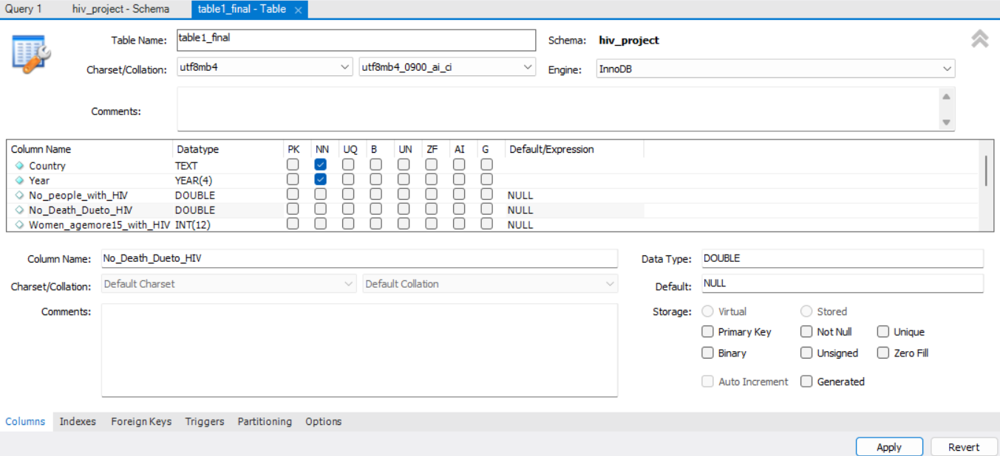 Query 1 hiv_project - Schema table1_final - Table ×
Table Name: table1_final Schema: hiv_project
Charset/Collation: utf8mb4 utf8mb4_0900_ai_ci Engine: InnoDB
Comments:
Column Name Datatype PK NN UQ B UN ZF AI G Default/Expression
Country TEXT
Year YEAR(4)
No_people_with_HIV DOUBLE NULL
No_Death_Dueto_HIV DOUBLE NULL
Women_agemore15_with_HIV INT(12) NULL
Column Name: No_Death_Dueto_HIV Data Type: DOUBLE
Charset/Collation: Default Charset Default Collation Default: NULL
Comments: Storage: Virtual Stored
Primary Key Not Null Unique
Binary Unsigned Zero Fill
Auto Increment Generated
Columns Indexes Foreign Keys Triggers Partitioning Options
Apply Revert